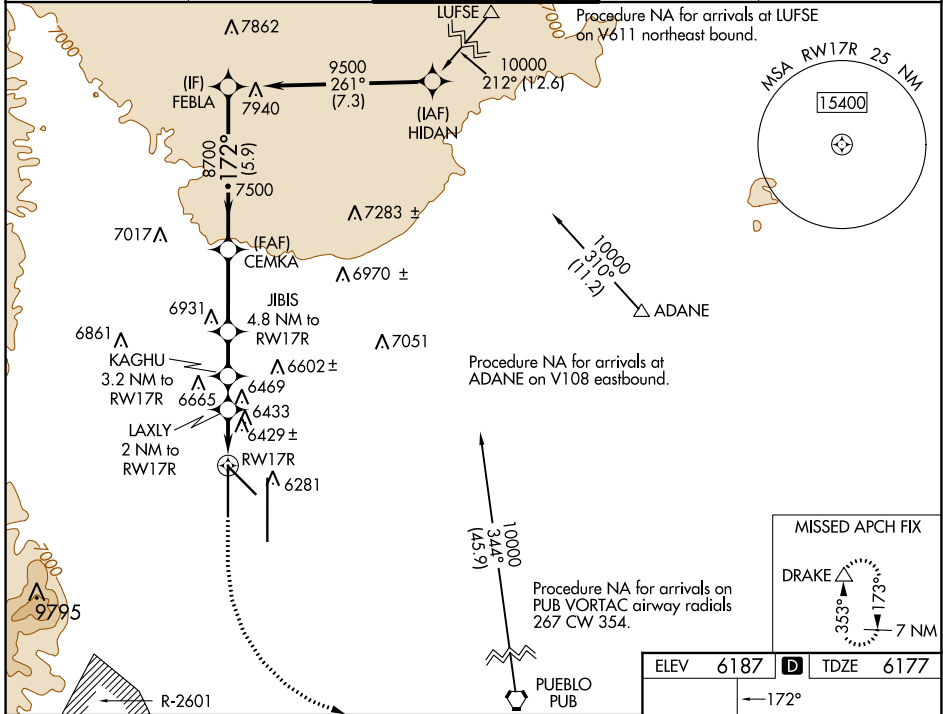 LUFSE
Procedure NA for arrivals at LUFSE
on V611 northeast bound.
7000
7862
10000
212° (12.6)
7000
9500
261°
(7.3)
(IF)
FEBLA
7940
(IAF)
HIDAN
MSA RW17R 25 NM
15400
8700
172°
(5.9)
7500
7283 ±
7017
(FAF)
CEMKA
6970 ±
10000
310°
(11.2)
ADANE
JIBIS
4.8 NM to
RW17R
6931
6861
7051
KAGHU
3.2 NM to
RW17R
6602 ±
6665
6469
6433
6429 ±
LAXLY
2 NM to
RW17R
Procedure NA for arrivals at
ADANE on V108 eastbound.
RW17R
6281
10000
344°
(45.9)
7000
9795
MISSED APCH FIX
DRAKE
353°
173°
7 NM
Procedure NA for arrivals on
PUB VORTAC airway radials
267 CW 354.
R-2601
PUEBLO
PUB
ELEV 6187 D TDZE 6177
172°